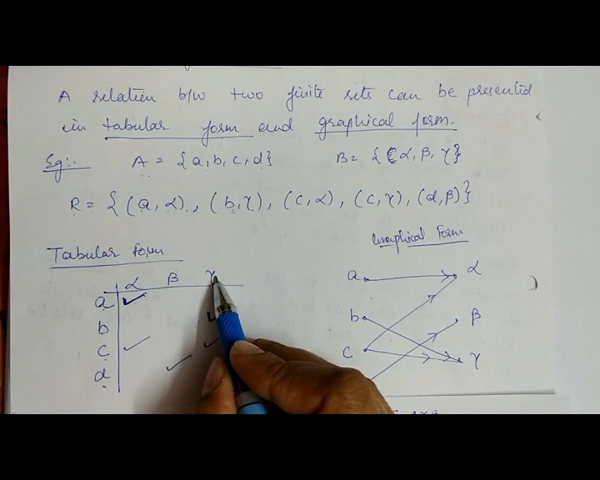 A relation b/w two finite sets can be presented
in tabular form and graphical form.
Eg:- A = {a, b, c, d} B = { α, β, γ}
R = { (a, α) , (b, γ) , (c, α) , (c, γ) , (d, β) }
Tabular form
Graphical Form
α β γ
a ✓
b
c ✓ ✓
d ✓
a α
b β
c γ